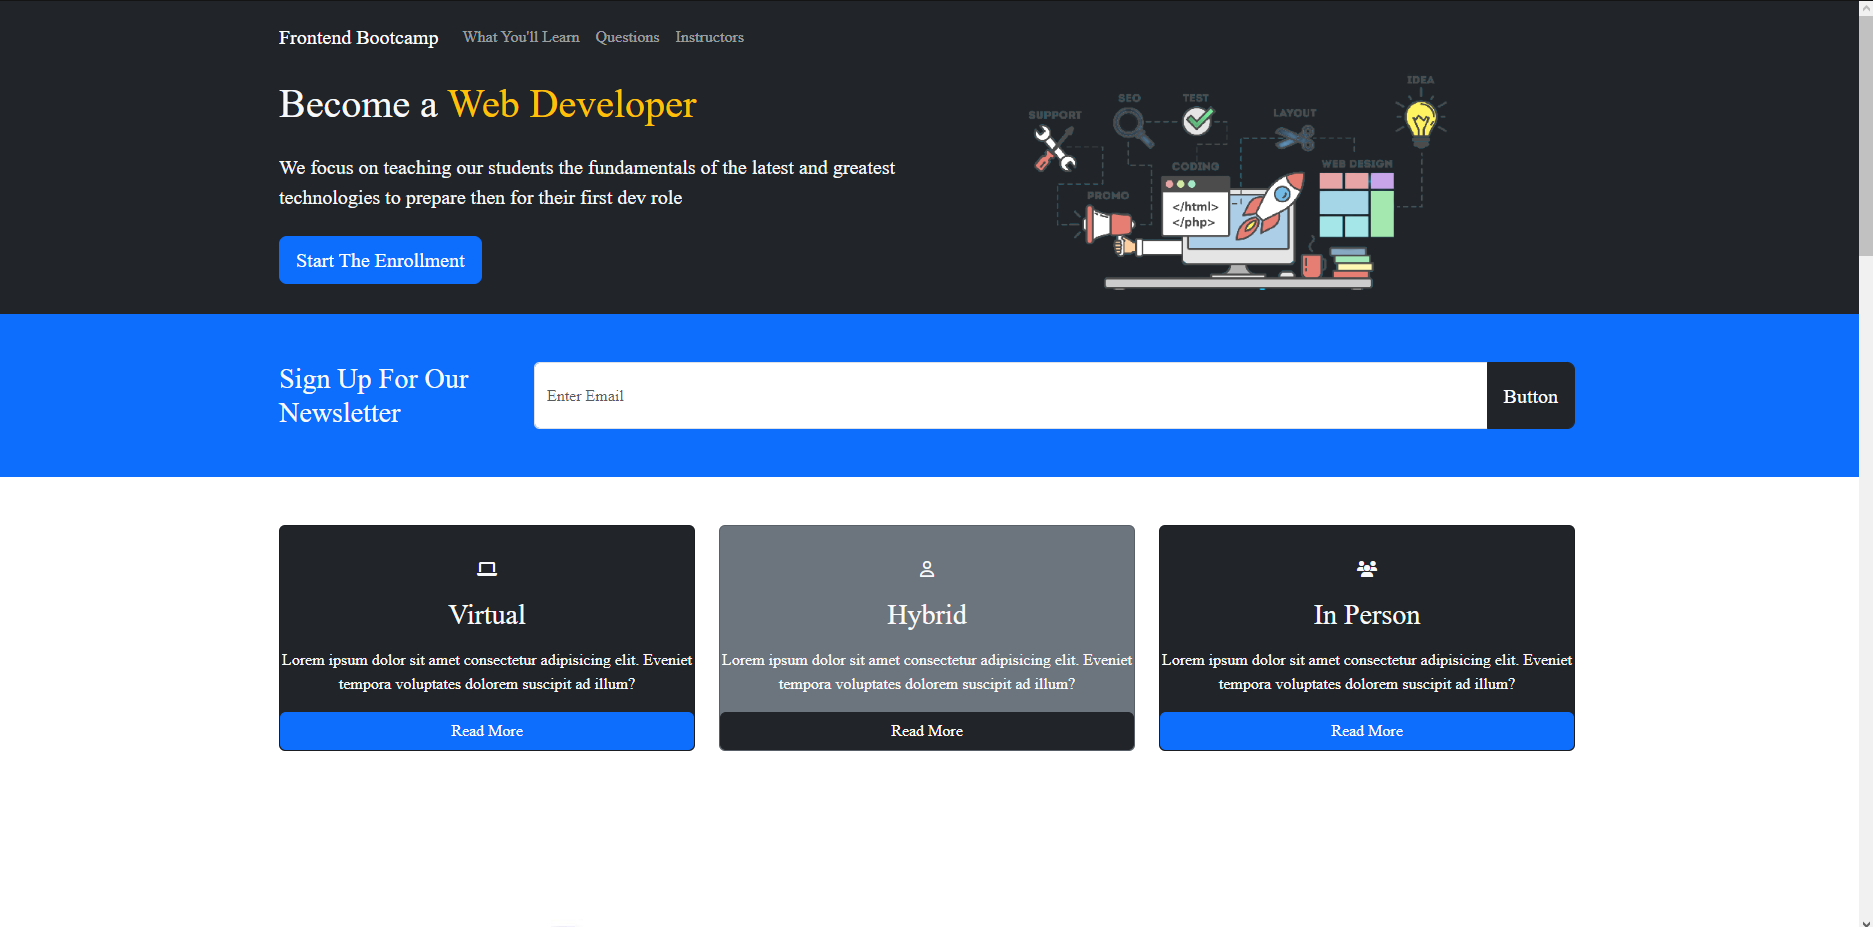 Frontend Bootcamp What You'll Learn Questions Instructors
Become a Web Developer
We focus on teaching our students the fundamentals of the latest and greatest
technologies to prepare then for their first dev role
Start The Enrollment
IDEA
SEO
TEST
SUPPORT
LAYOUT
CODING
WEB DESIGN
PROMO
</html>
</php>
Sign Up For Our
Newsletter
Enter Email
Button
Virtual
Lorem ipsum dolor sit amet consectetur adipisicing elit. Eveniet
tempora voluptates dolorem suscipit ad illum?
Read More
Hybrid
Lorem ipsum dolor sit amet consectetur adipisicing elit. Eveniet
tempora voluptates dolorem suscipit ad illum?
Read More
In Person
Lorem ipsum dolor sit amet consectetur adipisicing elit. Eveniet
tempora voluptates dolorem suscipit ad illum?
Read More